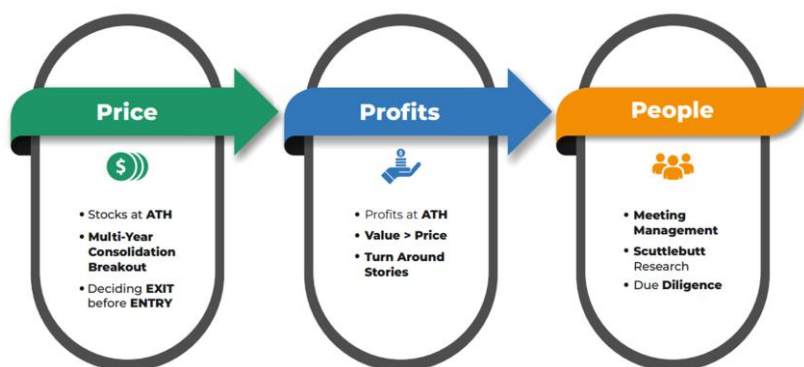 Price
• Stocks at ATH
• Multi-Year
Consolidation
Breakout
• Deciding EXIT
before ENTRY
Profits
• Profits at ATH
• Value > Price
• Turn Around
Stories
People
• Meeting
Management
• Scuttlebutt
Research
• Due Diligence